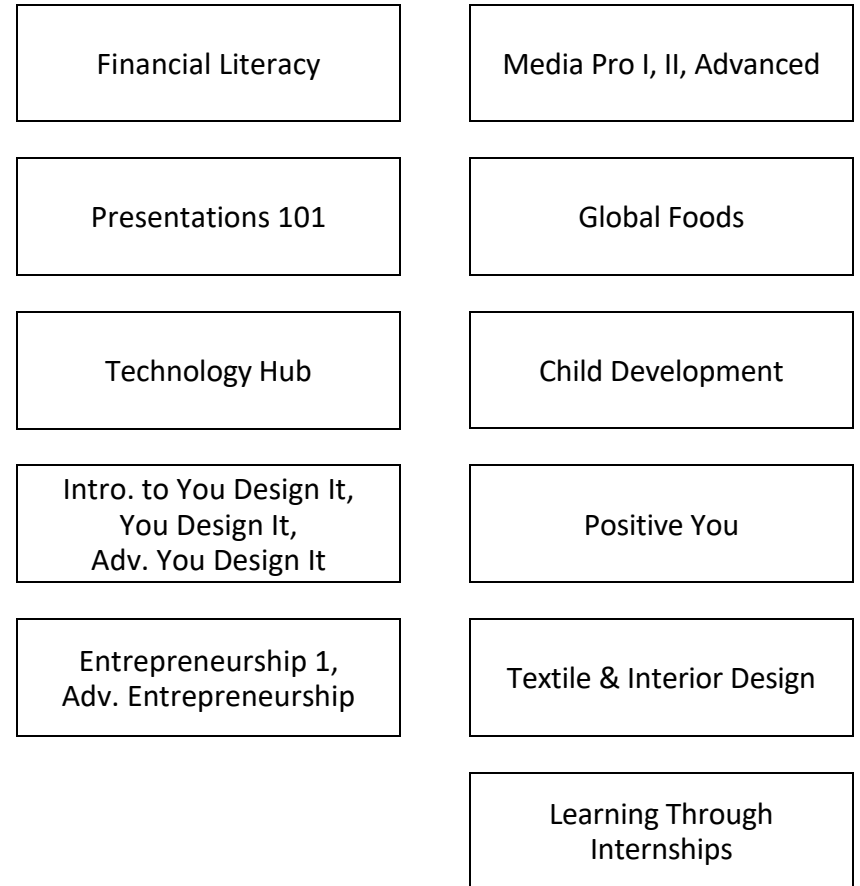 Financial Literacy
Media Pro I, II, Advanced
Presentations 101
Global Foods
Technology Hub
Child Development
Intro. to You Design It,
You Design It,
Adv. You Design It
Positive You
Entrepreneurship 1,
Adv. Entrepreneurship
Textile & Interior Design
Learning Through
Internships